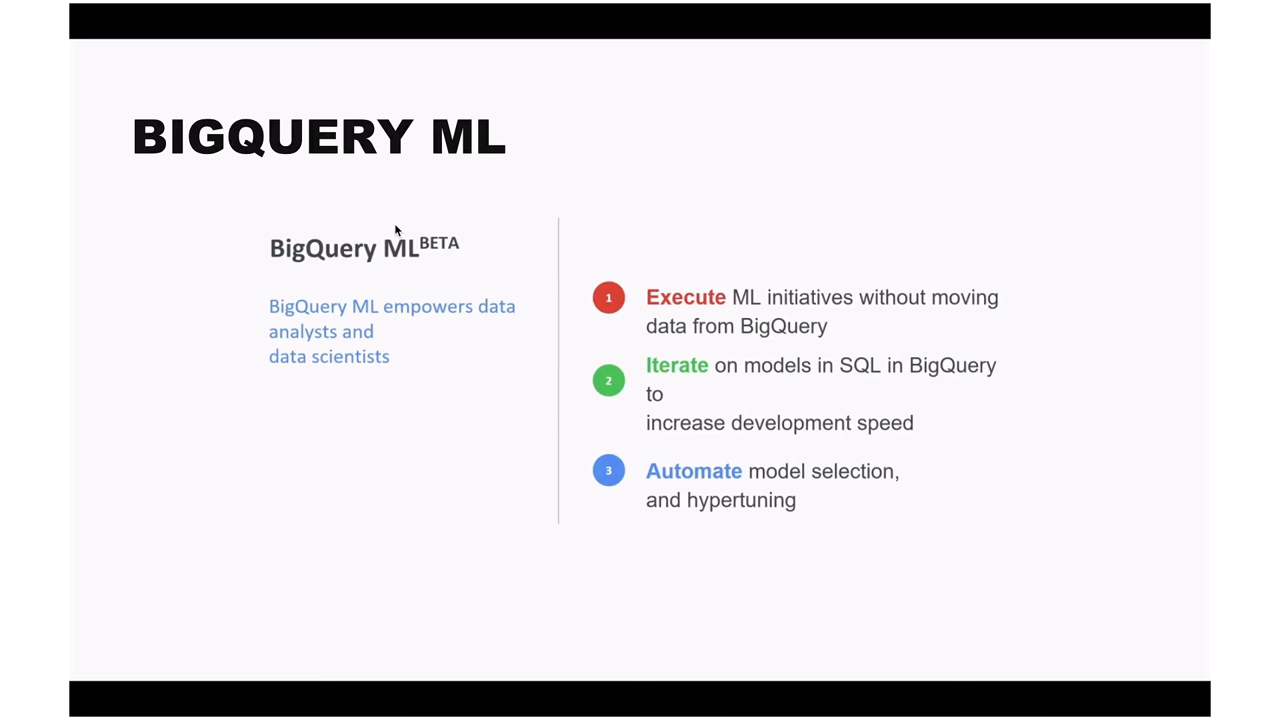 BIGQUERY ML
BigQuery MLBETA
BigQuery ML empowers data
analysts and
data scientists
1 Execute ML initiatives without moving
data from BigQuery
2 Iterate on models in SQL in BigQuery
to
increase development speed
3 Automate model selection,
and hypertuning